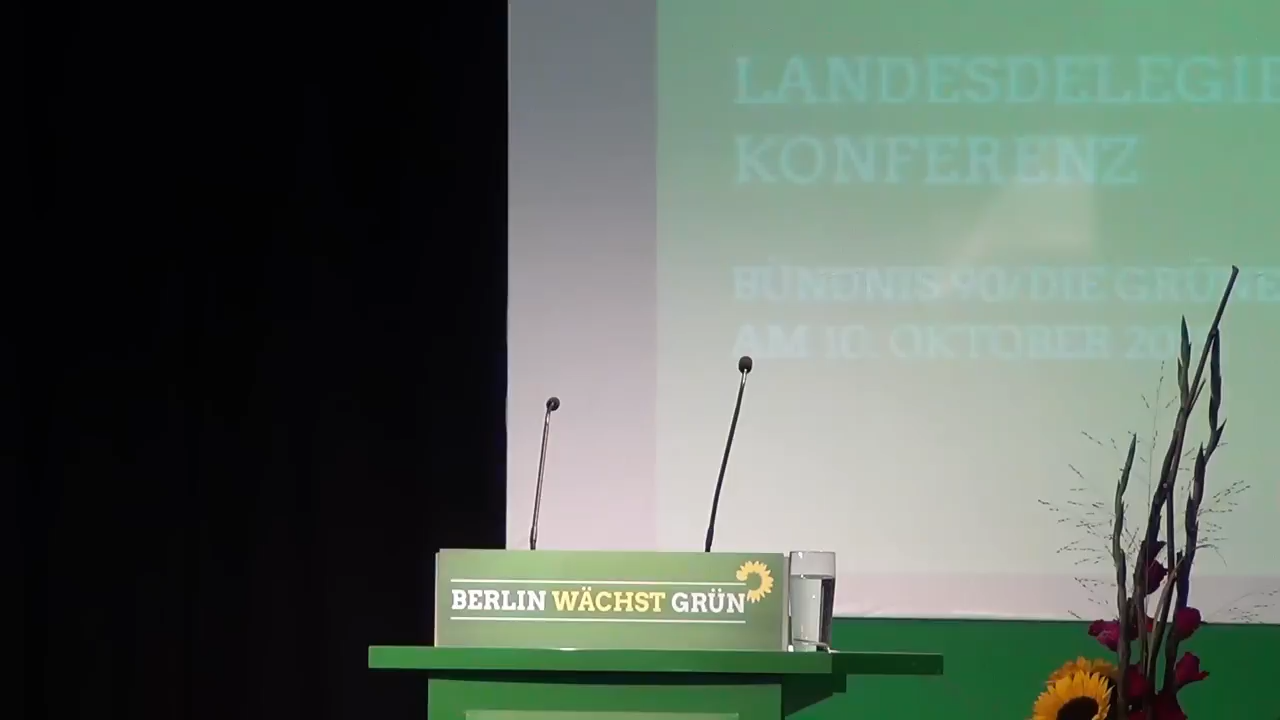 LANDESDELEGIE
KONFERENZ
BÜNDNIS 90/DIE GRÜNE
AM 10. OKTOBER 20
BERLIN WÄCHST GRÜN